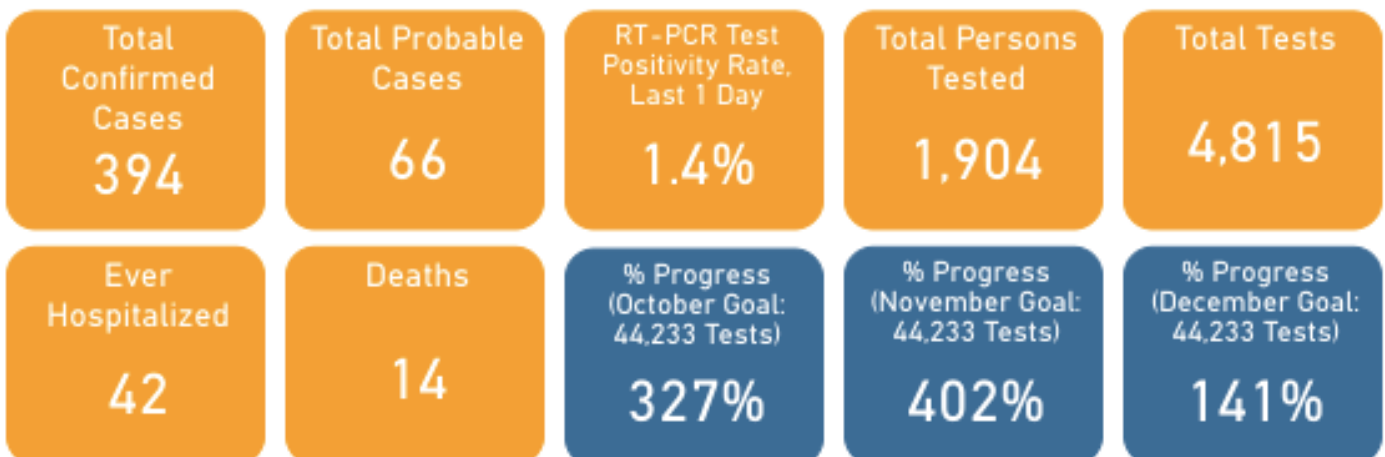 Total
Confirmed
Cases
394
Total Probable
Cases
66
RT-PCR Test
Positivity Rate,
Last 1 Day
1.4%
Total Persons
Tested
1,904
Total Tests
4,815
Ever
Hospitalized
42
Deaths
14
% Progress
(October Goal:
44,233 Tests)
327%
% Progress
(November Goal:
44,233 Tests)
402%
% Progress
(December Goal:
44,233 Tests)
141%